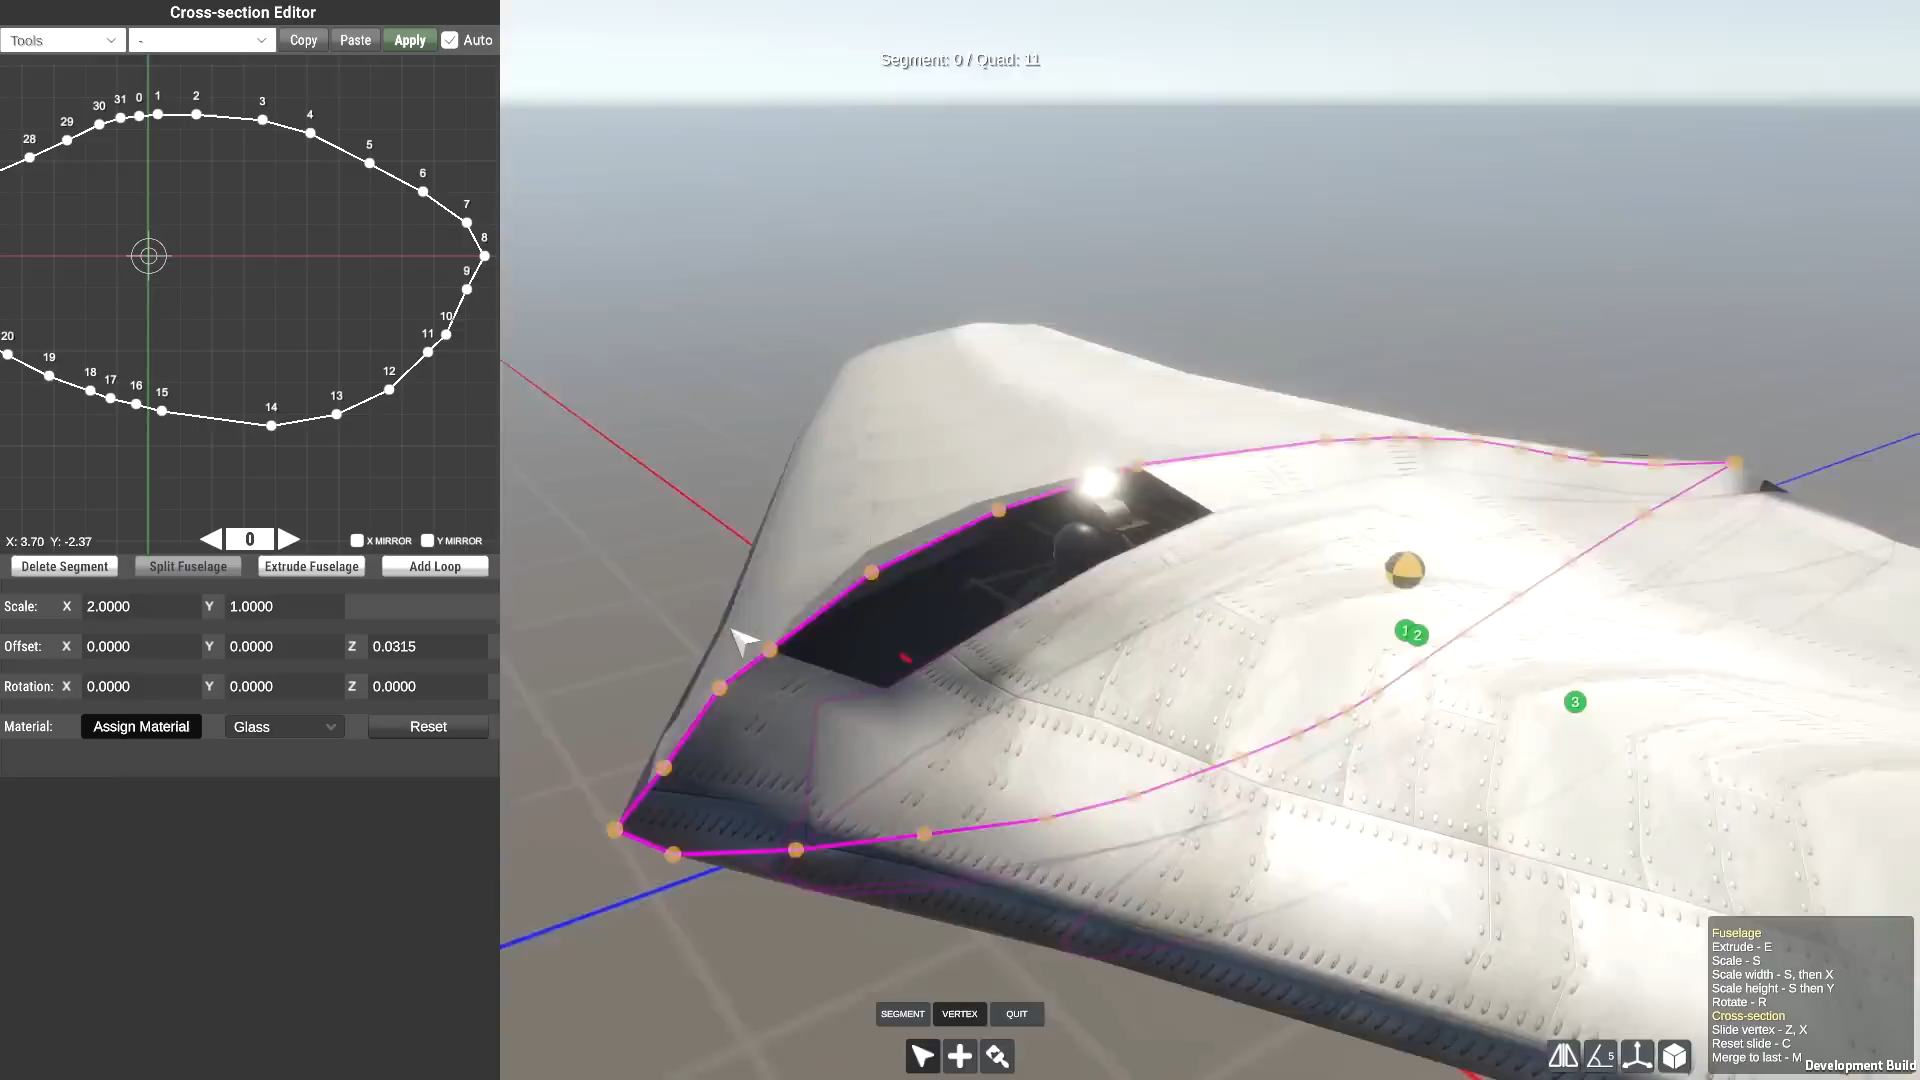 Cross-section Editor
Tools - Copy Paste Apply Auto
Segment: 0 / Quad: 11
28 29 30 31 0 1 2 3 4 5 6 7 8 9 10 11 12 13 14 15 16 17 18 19 20
X: 3.70 Y: -2.37 0 X MIRROR Y MIRROR
Delete Segment Split Fuselage Extrude Fuselage Add Loop
Scale: X 2.0000 Y 1.0000
Offset: X 0.0000 Y 0.0000 Z 0.0315
Rotation: X 0.0000 Y 0.0000 Z 0.0000
Material: Assign Material Glass Reset
1 2
3
Fuselage
Extrude - E
Scale - S
Scale width - S, then X
Scale height - S then Y
Rotate - R
Cross-section
Slide vertex - Z, X
Reset slide - C
Merge to last - M
SEGMENT VERTEX QUIT
5
Development Build